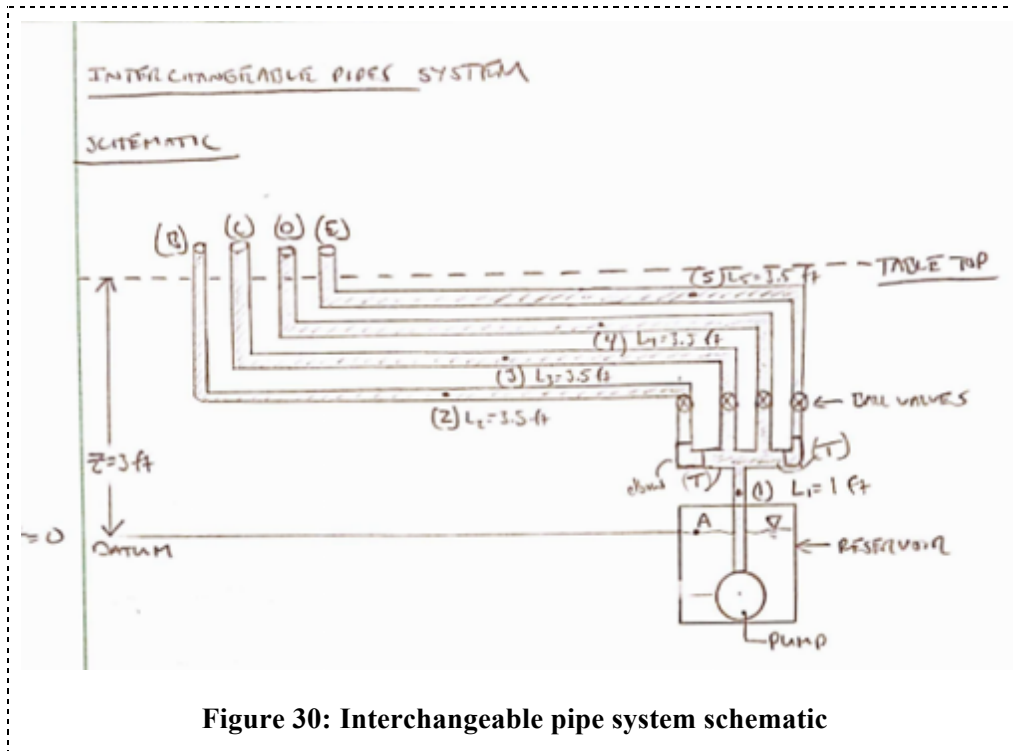 INTERCHANGEABLE PIPES SYSTEM
SCHEMATIC
(B) (C) (D) (E)
TABLE TOP
(5) L5=3.5 ft
(4) L4=3.5 ft
(3) L3=3.5 ft
(2) L2=3.5 ft
BALL VALVES
Z=3 ft
elbow (T)
(T)
(1) L1=1 ft
A
=0 DATUM
RESERVOIR
PUMP
Figure 30: Interchangeable pipe system schematic